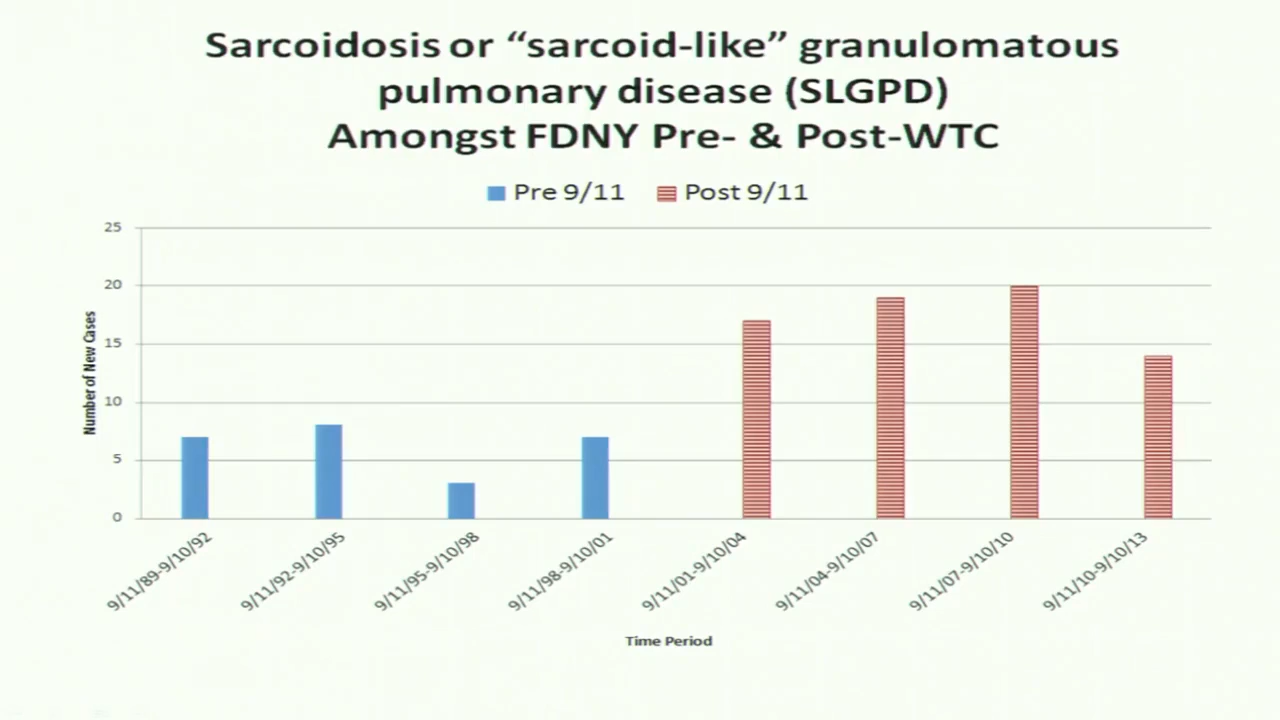 Sarcoidosis or “sarcoid-like” granulomatous
pulmonary disease (SLGPD)
Amongst FDNY Pre- & Post-WTC
Pre 9/11 Post 9/11
25
20
15
10
5
0
Number of New Cases
9/11/89-9/10/92
9/11/92-9/10/95
9/11/95-9/10/98
9/11/98-9/10/01
9/11/01-9/10/04
9/11/04-9/10/07
9/11/07-9/10/10
9/11/10-9/10/13
Time Period